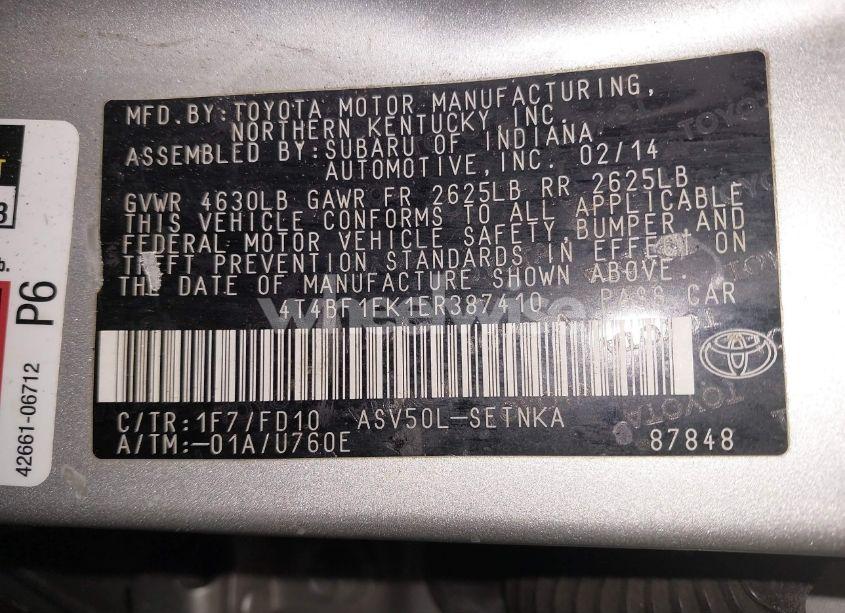 MFD.BY:TOYOTA MOTOR MANUFACTURING,
NORTHERN KENTUCKY, INC.
ASSEMBLED BY:SUBARU OF INDIANA
AUTOMOTIVE, INC. 02/14
GVWR 4630LB GAWR FR 2625LB RR 2625LB
THIS VEHICLE CONFORMS TO ALL APPLICABLE
FEDERAL MOTOR VEHICLE SAFETY,BUMPER,AND
THEFT PREVENTION STANDARDS IN EFFECT ON
THE DATE OF MANUFACTURE SHOWN ABOVE.
4T4BF1FK1ER387410 PASS CAR
C/TR:1F7/FD10 ASV50L-SETNKA
A/TM:-01A/U760E 87848
P6
42661-06712